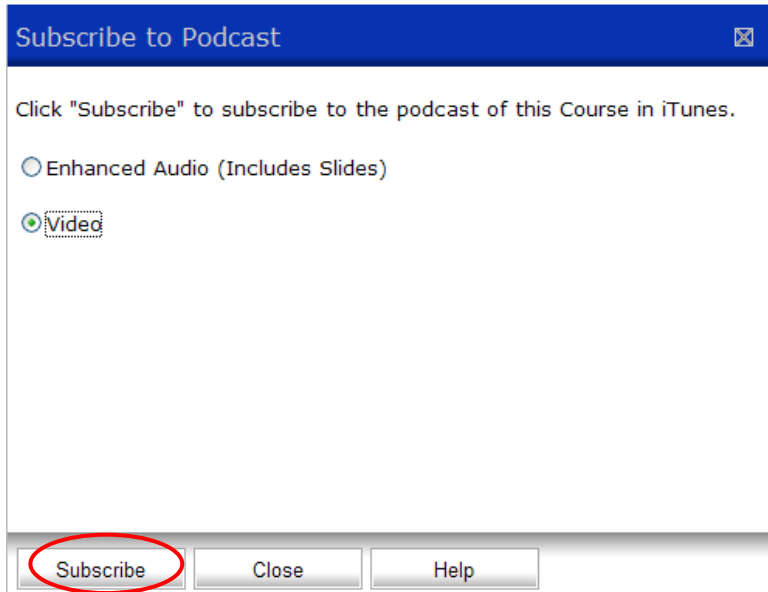 Subscribe to Podcast
Click "Subscribe" to subscribe to the podcast of this Course in iTunes.
Enhanced Audio (Includes Slides)
Video
Subscribe Close Help